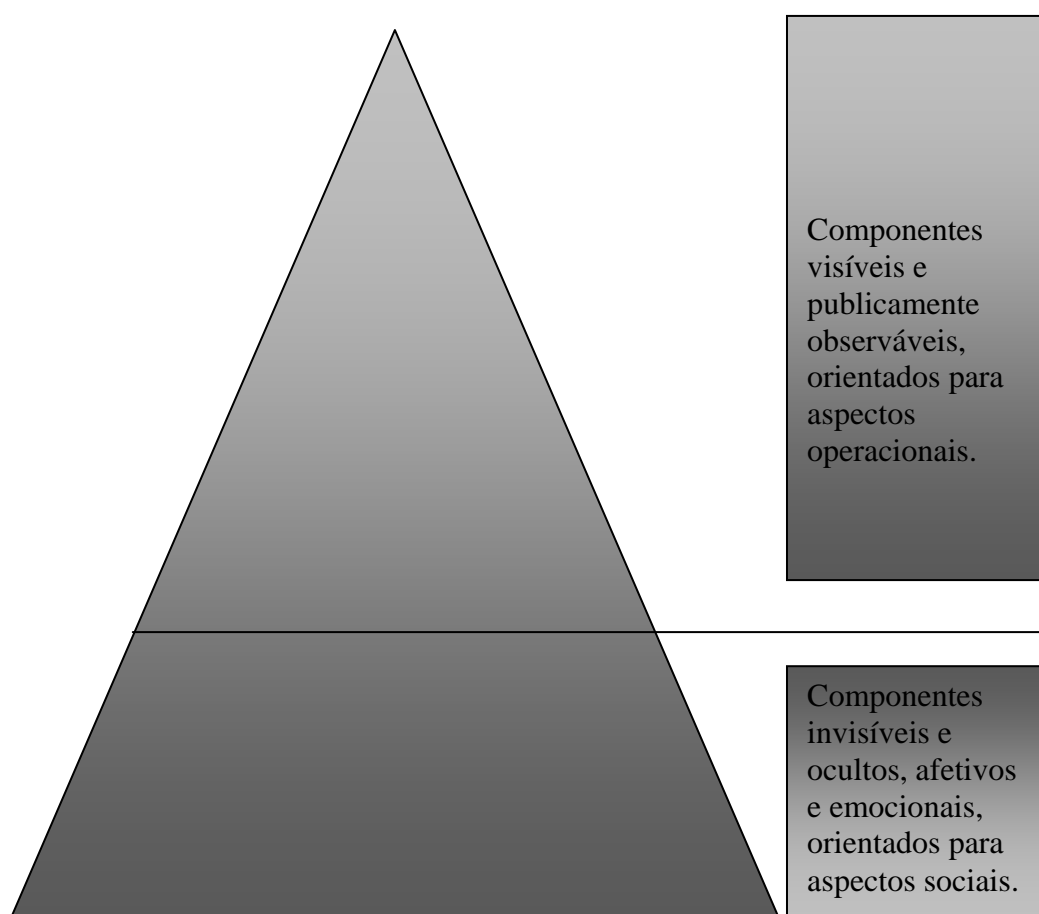 Componentes
visíveis e
publicamente
observáveis,
orientados para
aspectos
operacionais.
Componentes
invisíveis e
ocultos, afetivos
e emocionais,
orientados para
aspectos sociais.